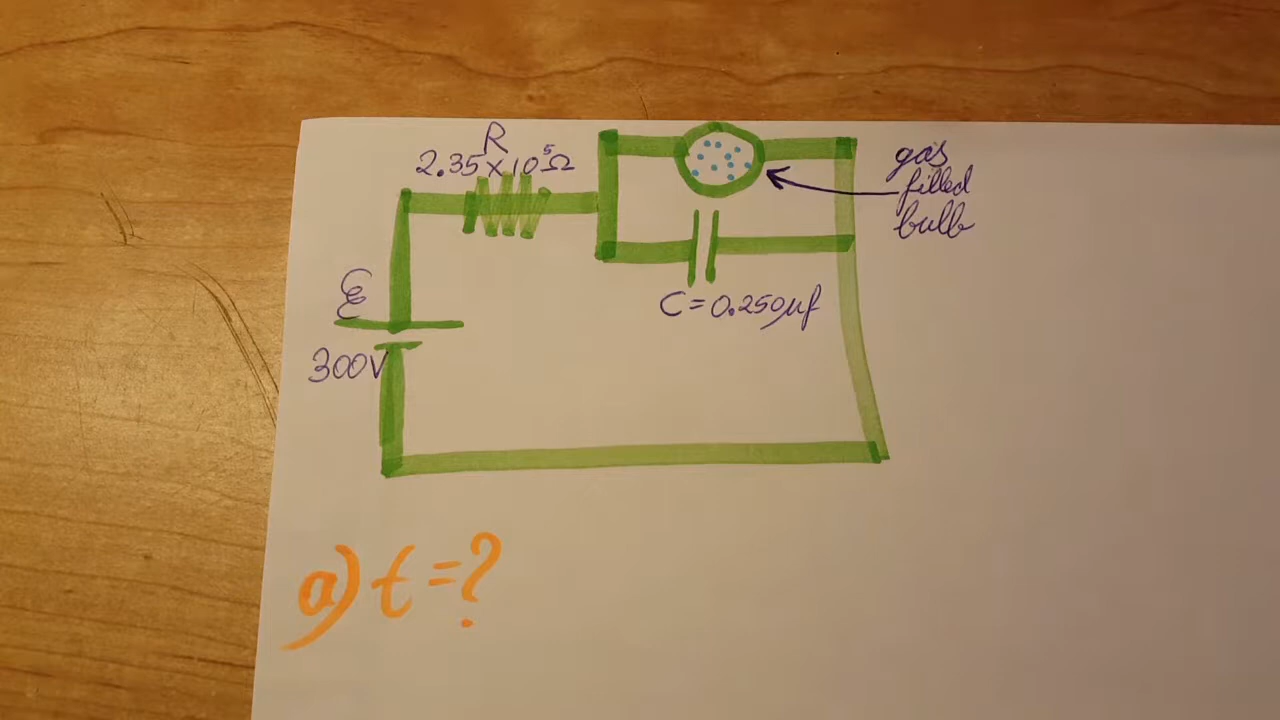 R
2.35×10⁵Ω
gas
filled
bulb
ℰ
300V
C=0.250μf
a) t=?